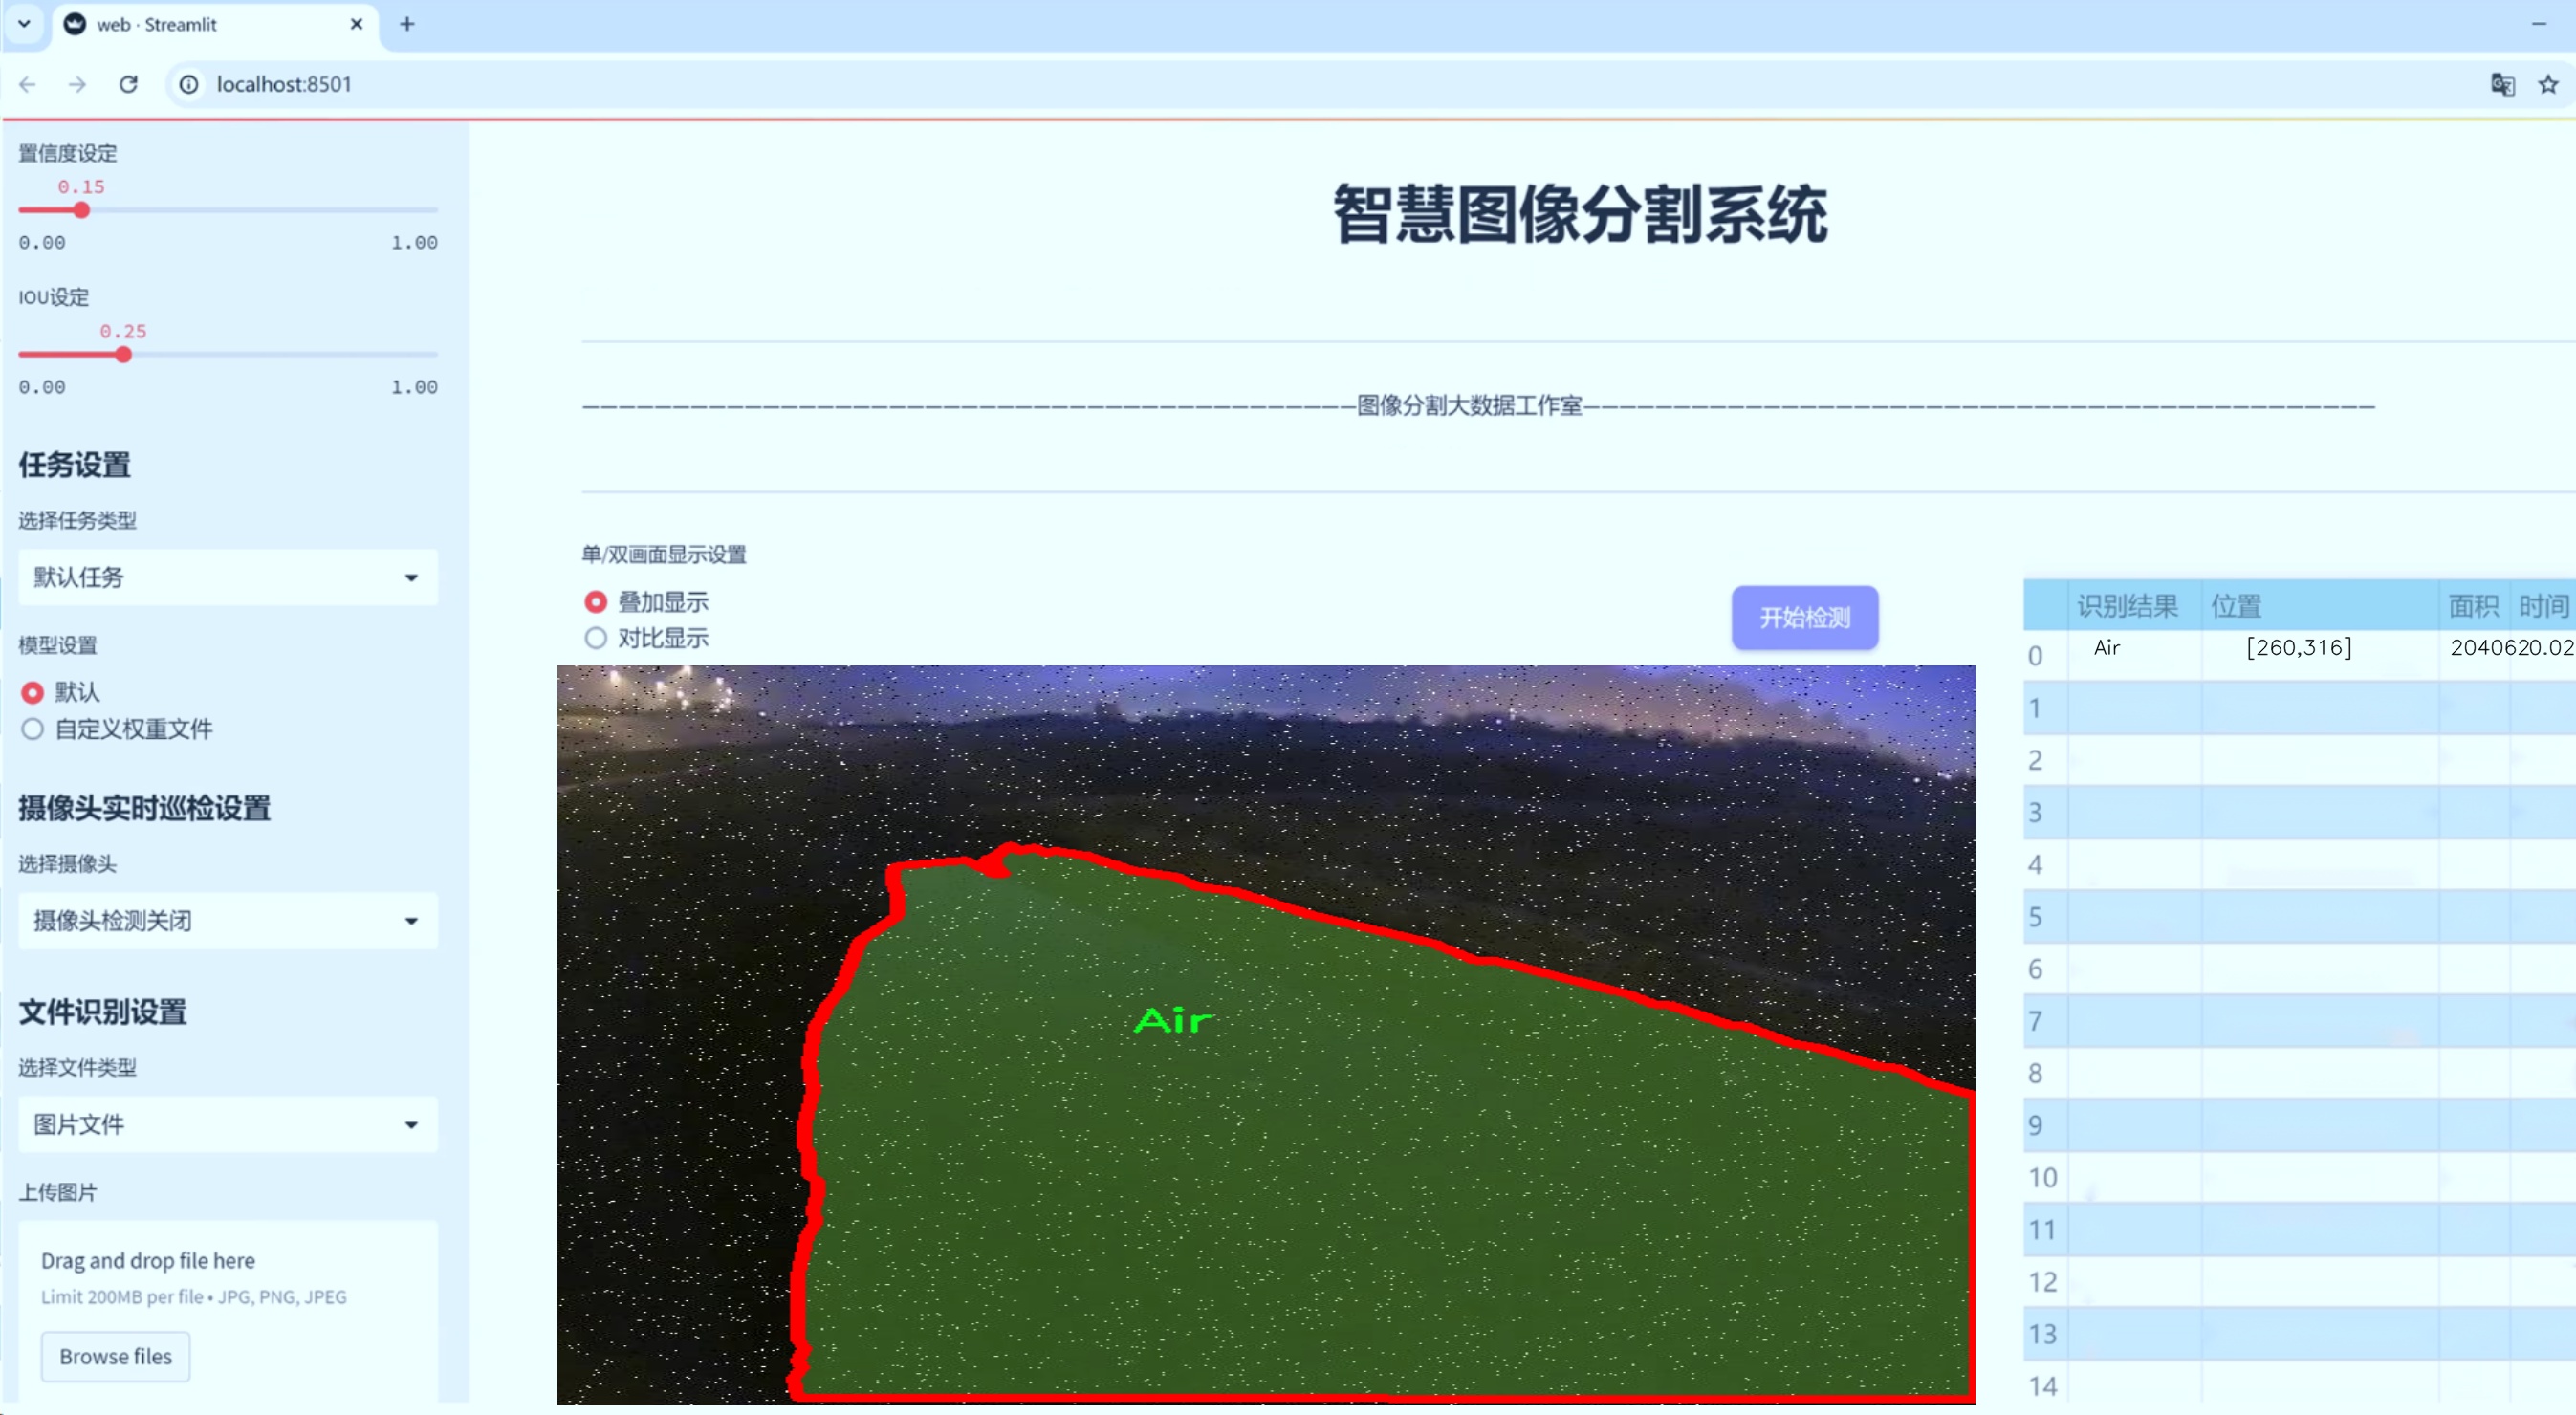 web · Streamlit
localhost:8501
置信度设定
0.15
0.00 1.00
IOU设定
0.25
0.00 1.00
任务设置
选择任务类型
默认任务
模型设置
默认
自定义权重文件
摄像头实时巡检设置
选择摄像头
摄像头检测关闭
文件识别设置
选择文件类型
图片文件
上传图片
Drag and drop file here
Limit 200MB per file • JPG, PNG, JPEG
Browse files
智慧图像分割系统
图像分割大数据工作室
单/双画面显示设置
叠加显示
对比显示
开始检测
Air
识别结果 位置 面积 时间
0 Air [260,316] 2040620.02
1
2
3
4
5
6
7
8
9
10
11
12
13
14